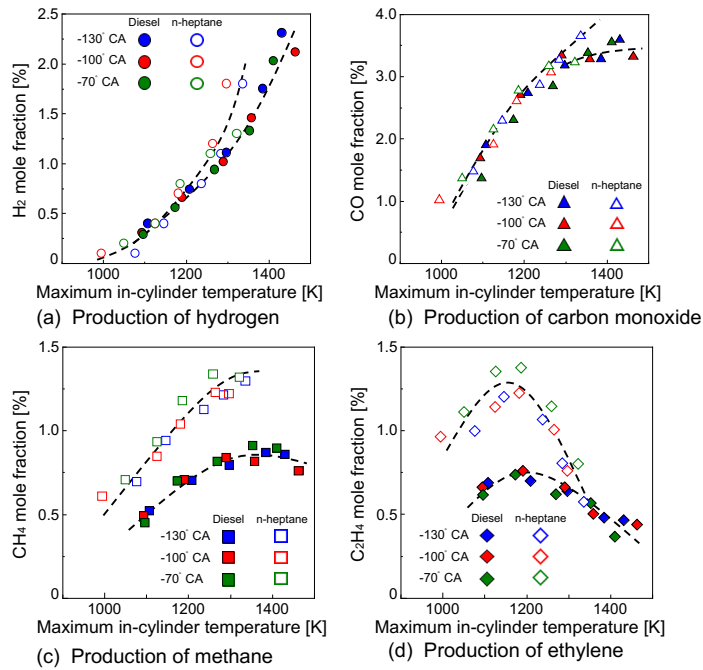 Diesel n-heptane
-130° CA
-100° CA
-70° CA
H2 mole fraction [%]
2.5
2.0
1.5
1.0
0.5
0.0
1000 1200 1400
Maximum in-cylinder temperature [K]
(a) Production of hydrogen
CO mole fraction [%]
4.0
3.0
2.0
1.0
0.0
Diesel n-heptane
-130° CA
-100° CA
-70° CA
1000 1200 1400
Maximum in-cylinder temperature [K]
(b) Production of carbon monoxide
CH4 mole fraction [%]
1.5
1.0
0.5
0
Diesel n-heptane
-130° CA
-100° CA
-70° CA
1000 1200 1400
Maximum in-cylinder temperature [K]
(c) Production of methane
C2H4 mole fraction [%]
1.5
1.0
0.5
0
Diesel n-heptane
-130° CA
-100° CA
-70° CA
1000 1200 1400
Maximum in-cylinder temperature [K]
(d) Production of ethylene